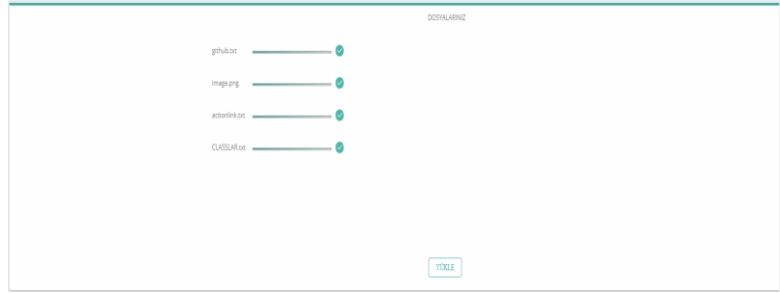 DOSYALARINIZ
github.txt
image.png
actionlink.txt
CLASSLAR.txt
YÜKLE